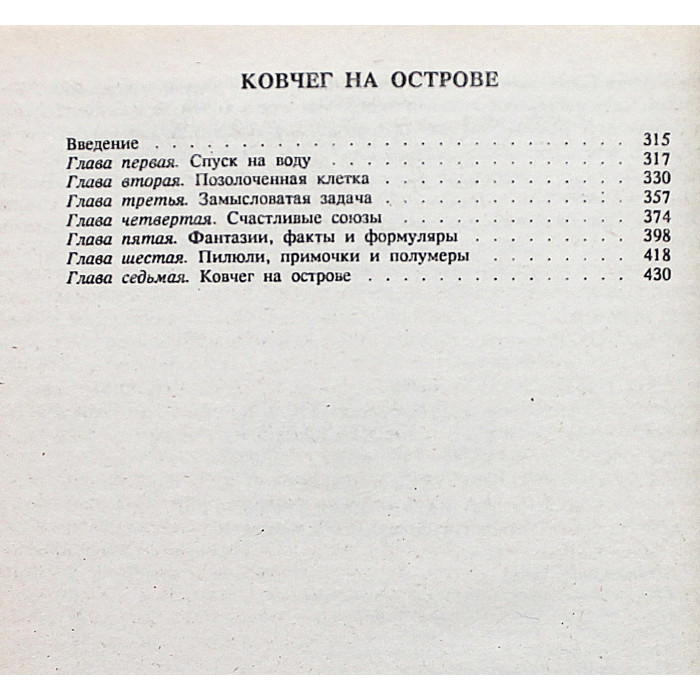 КОВЧЕГ НА ОСТРОВЕ
Введение . . . . . . . . . . . . . . . . . . . . . . 315
Глава первая. Спуск на воду . . . . . . . . . . . . . . 317
Глава вторая. Позолоченная клетка . . . . . . . . . . . 330
Глава третья. Замысловатая задача . . . . . . . . . . . 357
Глава четвертая. Счастливые союзы . . . . . . . . . . 374
Глава пятая. Фантазии, факты и формуляры . . . . . . . 398
Глава шестая. Пилюли, примочки и полумеры . . . . . . . 418
Глава седьмая. Ковчег на острове . . . . . . . . . . . . 430